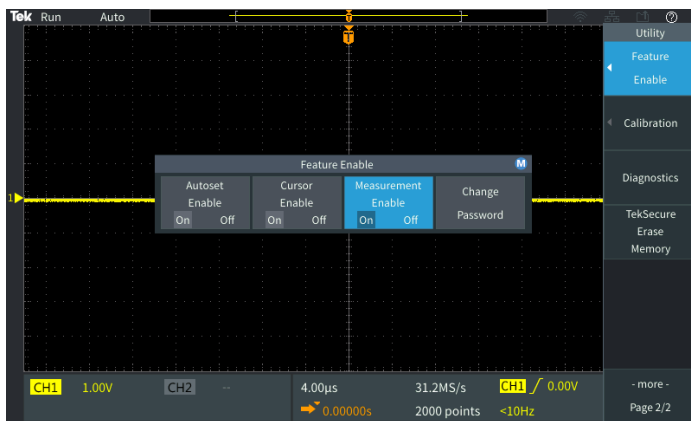 Tek Run Auto
T
T
Utility
Feature
Enable
Calibration
Diagnostics
TekSecure
Erase
Memory
- more -
Page 2/2
Feature Enable M
Autoset
Enable
On Off
Cursor
Enable
On Off
Measurement
Enable
On Off
Change
Password
1
CH1 1.00V CH2 -- 4.00µs 31.2MS/s CH1 0.00V
0.00000s 2000 points <10Hz